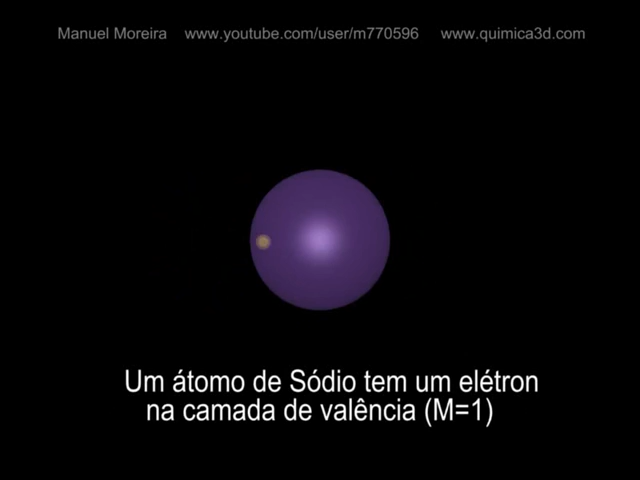 Manuel Moreira www.youtube.com/user/m770596 www.quimica3d.com
Um átomo de Sódio tem um elétron
na camada de valência (M=1)